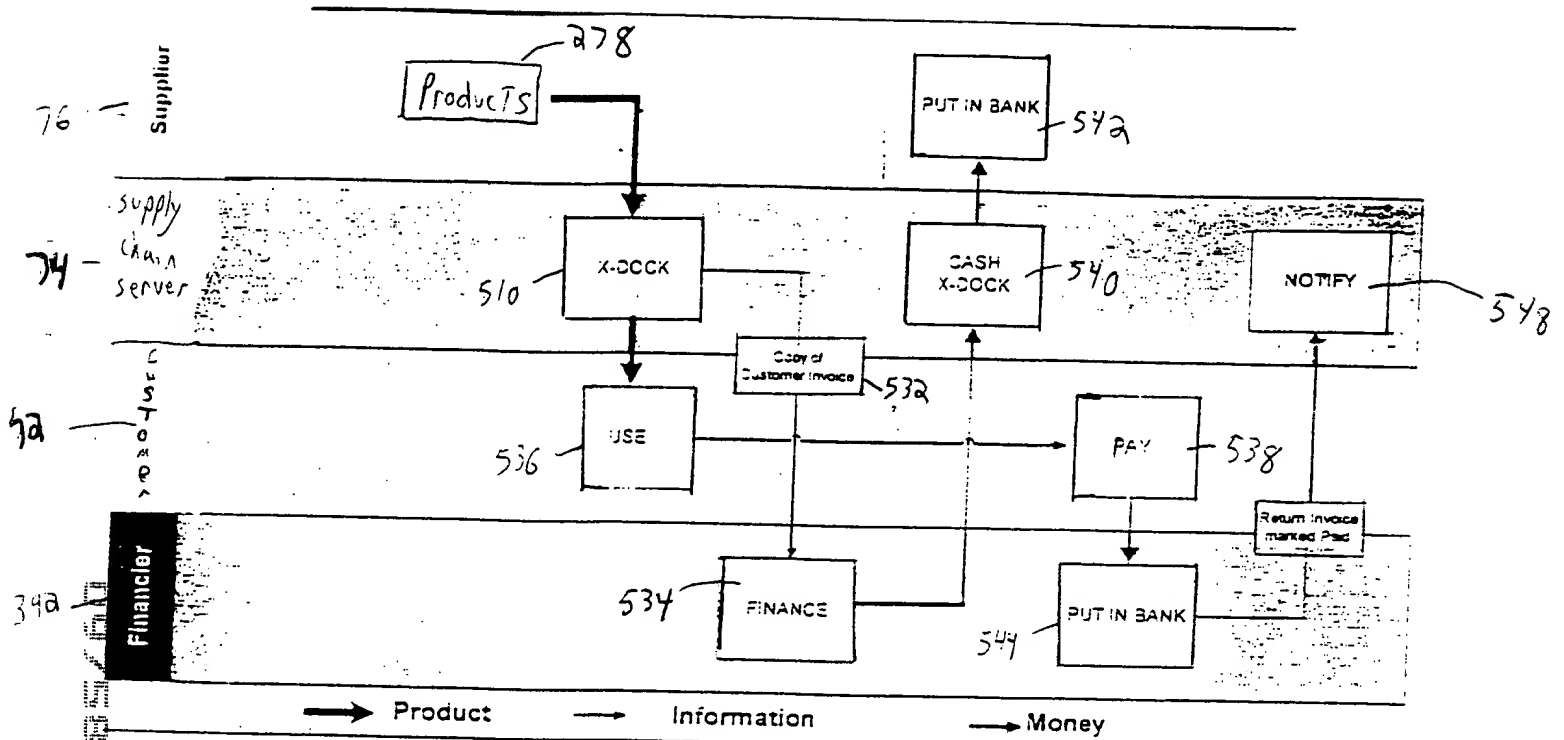 278
Products
PUT IN BANK
542
76
Supplier
supply
chain
server
74
X-DOCK
510
CASH
X-DOCK
540
NOTIFY
548
Copy of
Customer Invoice
532
CUSTOMER
USE
536
PAY
538
Return Invoice
marked Paid
Financier
342
534
FINANCE
PUT IN BANK
544
Product
Information
Money